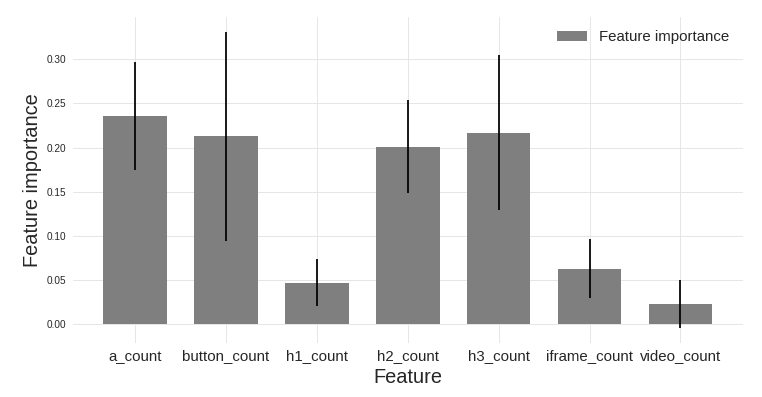 Feature importance
0.30
0.25
0.20
0.15
0.10
0.05
0.00
Feature importance
a_count button_count h1_count h2_count h3_count iframe_count video_count
Feature